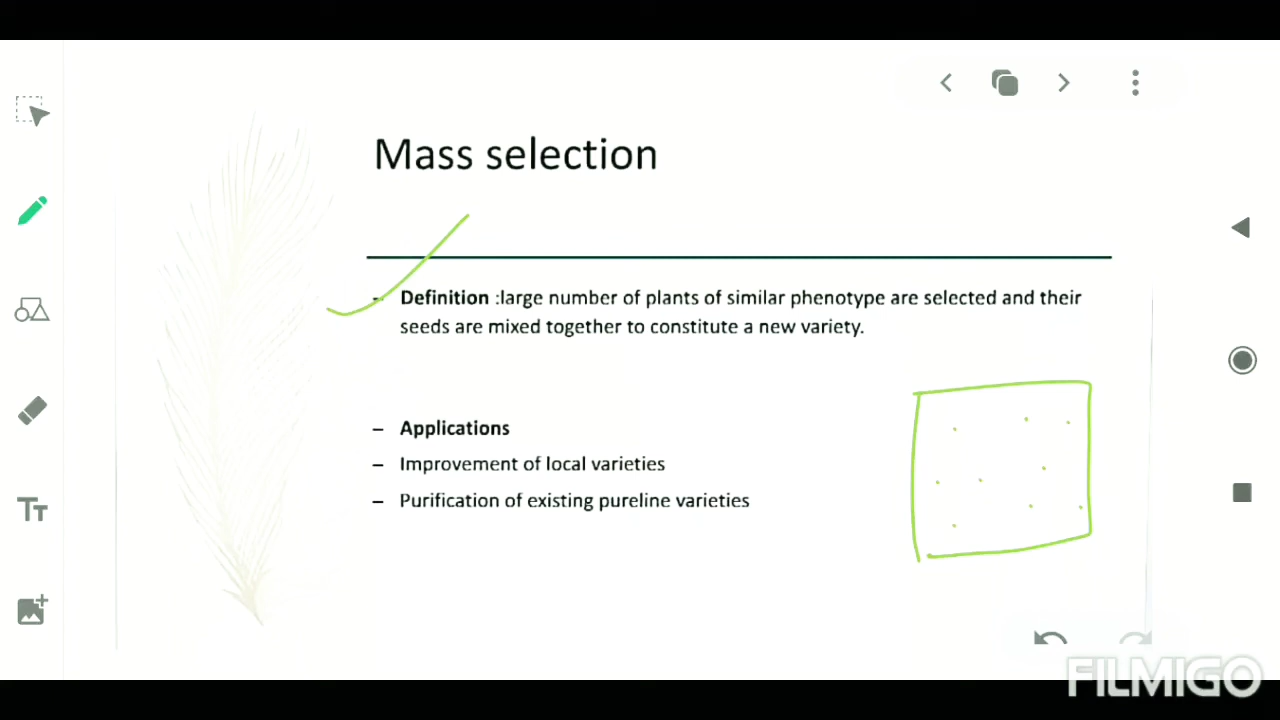 Mass selection
– Definition :large number of plants of similar phenotype are selected and their
seeds are mixed together to constitute a new variety.
– Applications
– Improvement of local varieties
– Purification of existing pureline varieties
TT
FILMIGO